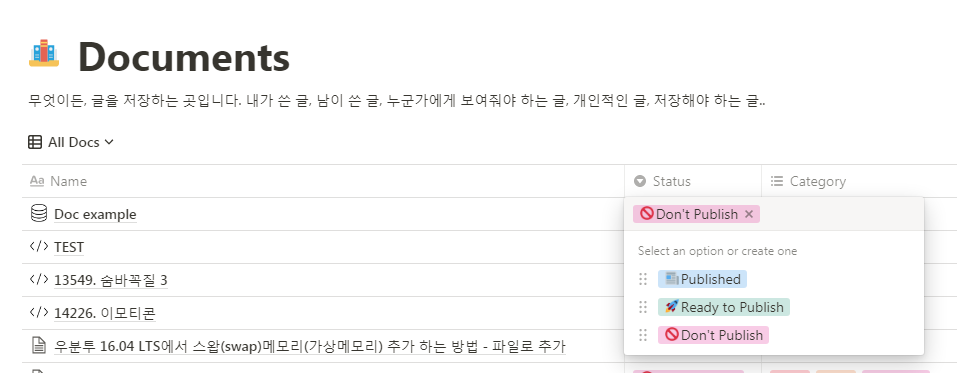 Documents
무엇이든, 글을 저장하는 곳입니다. 내가 쓴 글, 남이 쓴 글, 누군가에게 보여줘야 하는 글, 개인적인 글, 저장해야 하는 글..
All Docs
Aa Name Status Category
Doc example Don't Publish ×
TEST Select an option or create one
13549. 숨바꼭질 3 Published
14226. 이모티콘 Ready to Publish
우분투 16.04 LTS에서 스왑(swap)메모리(가상메모리) 추가 하는 방법 - 파일로 추가 Don't Publish